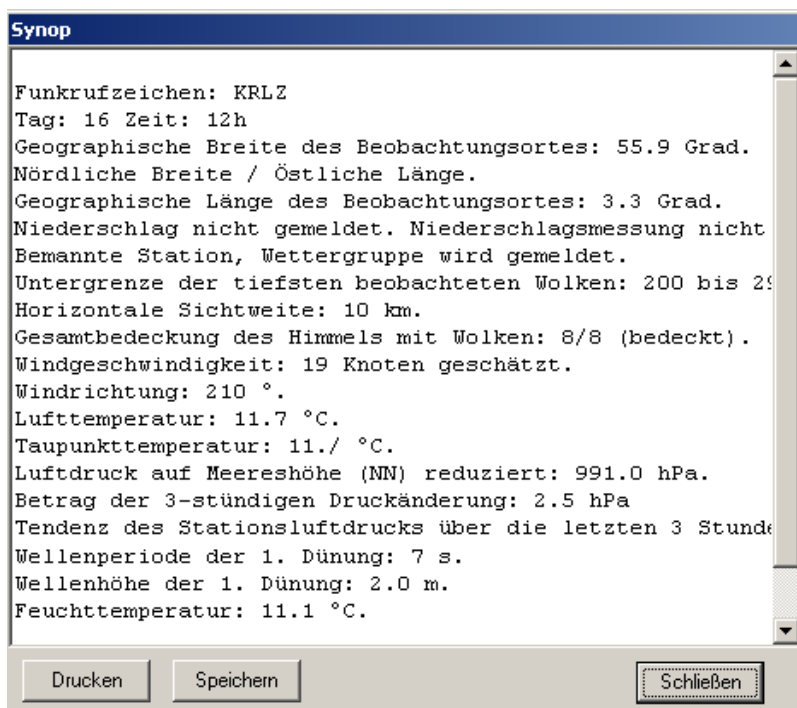 Synop
Funkrufzeichen: KRLZ
Tag: 16 Zeit: 12h
Geographische Breite des Beobachtungsortes: 55.9 Grad.
Nördliche Breite / Östliche Länge.
Geographische Länge des Beobachtungsortes: 3.3 Grad.
Niederschlag nicht gemeldet. Niederschlagsmessung nicht
Bemannte Station, Wettergruppe wird gemeldet.
Untergrenze der tiefsten beobachteten Wolken: 200 bis 29
Horizontale Sichtweite: 10 km.
Gesamtbedeckung des Himmels mit Wolken: 8/8 (bedeckt).
Windgeschwindigkeit: 19 Knoten geschätzt.
Windrichtung: 210 °.
Lufttemperatur: 11.7 °C.
Taupunkttemperatur: 11./ °C.
Luftdruck auf Meereshöhe (NN) reduziert: 991.0 hPa.
Betrag der 3-stündigen Druckänderung: 2.5 hPa
Tendenz des Stationsluftdrucks über die letzten 3 Stunde
Wellenperiode der 1. Dünung: 7 s.
Wellenhöhe der 1. Dünung: 2.0 m.
Feuchttemperatur: 11.1 °C.
Drucken Speichern Schließen